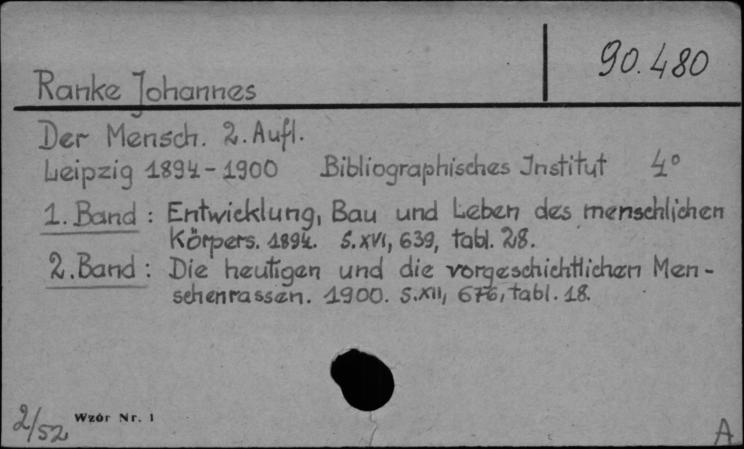 90.480
Ranke Johannes
Der Mensch. 2. Aufl.
Leipzig 1894-1900 Bibliographisches Institut 4°
1. Band : Entwicklung, Bau und Leben des menschlichen
Körpers. 1894. S. XVI, 639, tabl. 28.
2. Band : Die heutigen und die vorgeschichtlichen Men-
schenrassen. 1900. S. XII, 676, tabl. 18.
2/52 Wzór Nr. 1
A